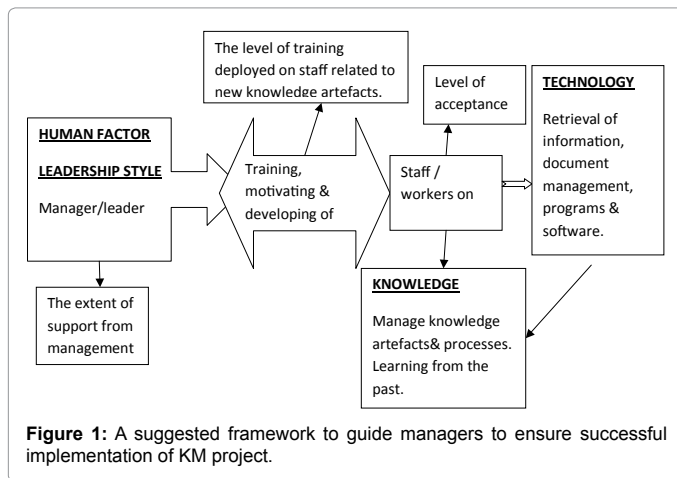 The level of training
deployed on staff related to
new knowledge artefacts.
Level of
acceptance
TECHNOLOGY
Retrieval of
information,
document
management,
programs &
software.
HUMAN FACTOR
LEADERSHIP STYLE
Manager/leader
Training,
motivating &
developing of
Staff /
workers on
The extent of
support from
management
KNOWLEDGE
Manage knowledge
artefacts& processes.
Learning from the
past.
Figure 1: A suggested framework to guide managers to ensure successful
implementation of KM project.